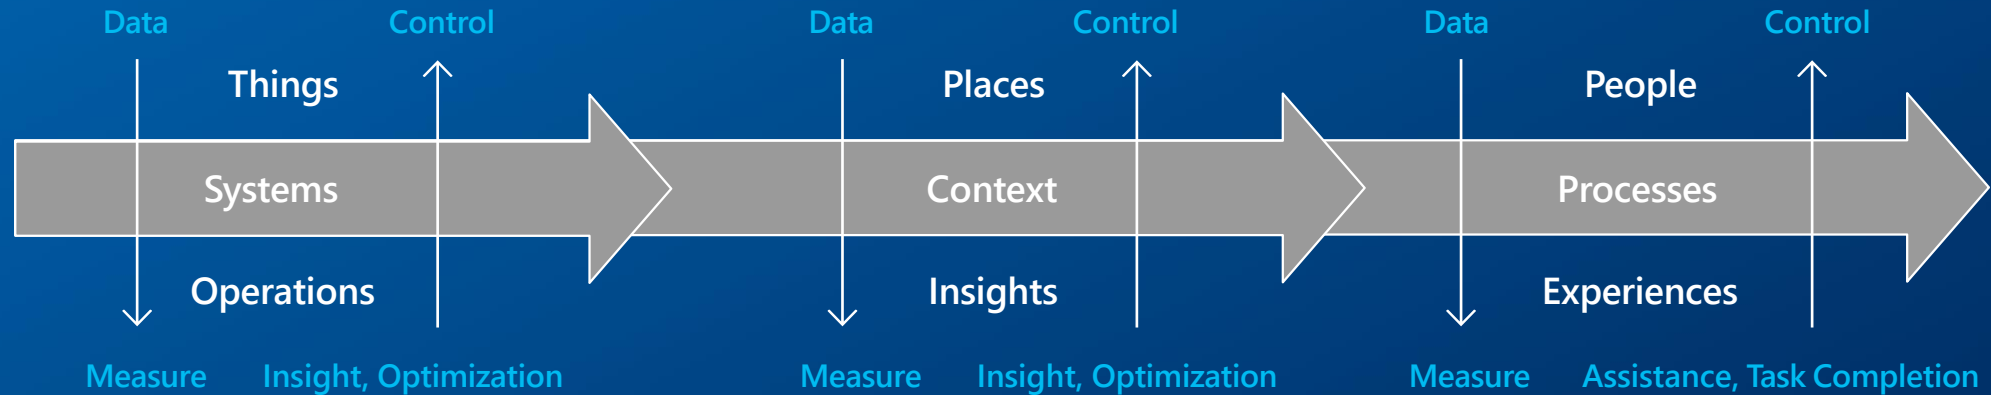 Data Control Data Control Data Control
Things Places People
Systems Context Processes
Operations Insights Experiences
Measure Insight, Optimization Measure Insight, Optimization Measure Assistance, Task Completion